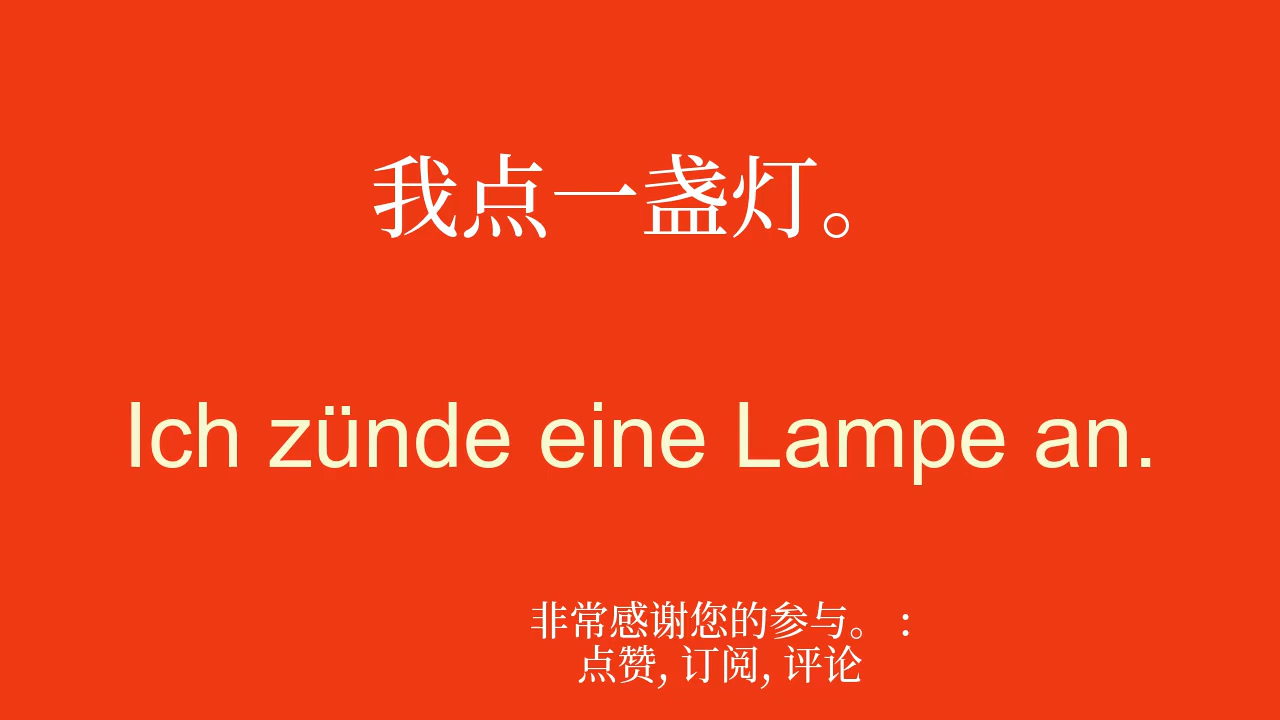 我点一盏灯。
Ich zünde eine Lampe an.
非常感谢您的参与。 :
点赞, 订阅, 评论